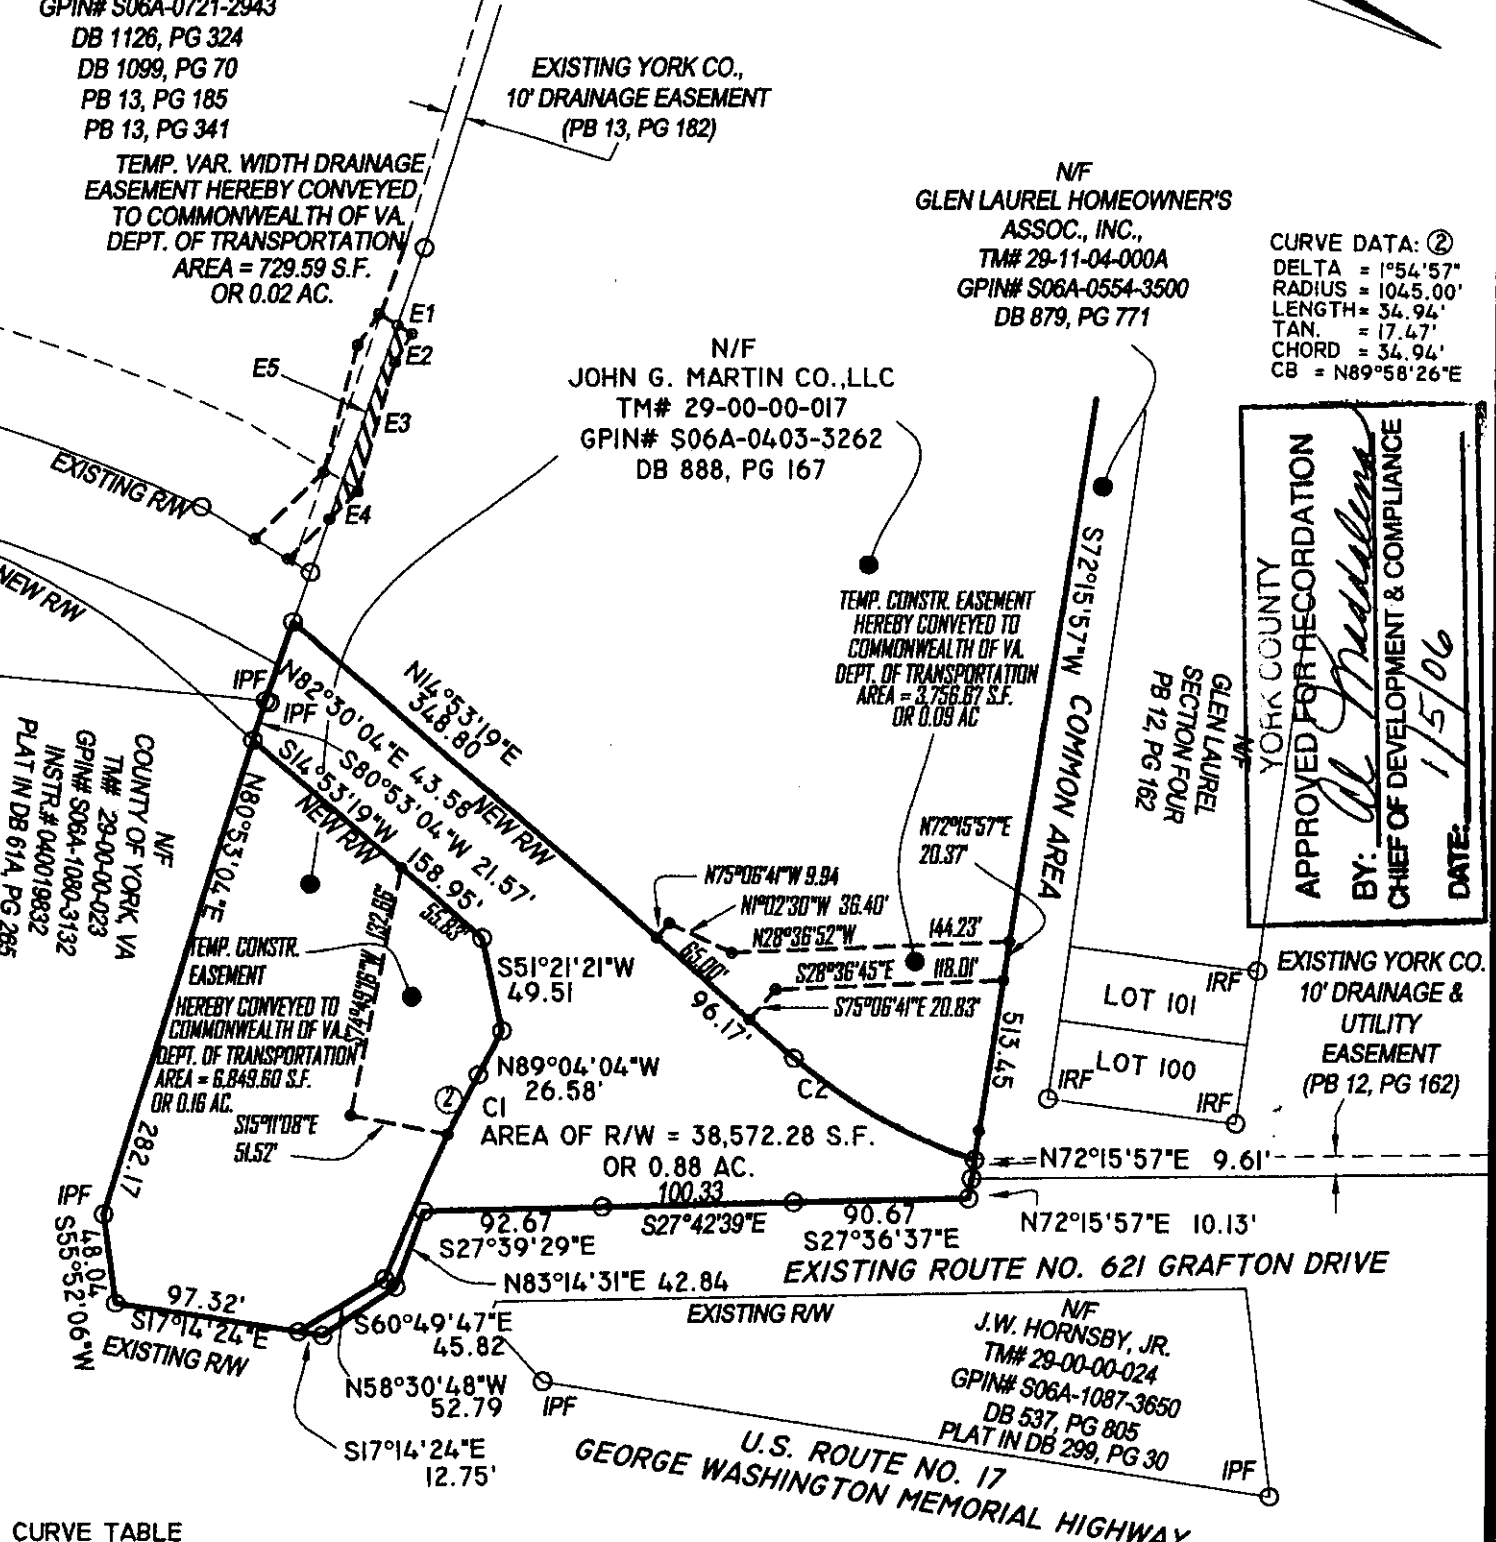 GPIN# S06A-0721-2943
DB 1126, PG 324
DB 1099, PG 70
PB 13, PG 185
PB 13, PG 341
TEMP. VAR. WIDTH DRAINAGE
EASEMENT HEREBY CONVEYED
TO COMMONWEALTH OF VA.
DEPT. OF TRANSPORTATION
AREA = 729.59 S.F.
OR 0.02 AC.
EXISTING YORK CO.,
10' DRAINAGE EASEMENT
(PB 13, PG 182)
N/F
GLEN LAUREL HOMEOWNER'S
ASSOC., INC.,
TM# 29-11-04-000A
GPIN# S06A-0554-3500
DB 879, PG 771
CURVE DATA: ②
DELTA = 1°54'57"
RADIUS = 1045.00'
LENGTH= 34.94'
TAN. = 17.47'
CHORD = 34.94'
CB = N89°58'26"E
E1
E2
E5
E3
E4
N/F
JOHN G. MARTIN CO.,LLC
TM# 29-00-00-017
GPIN# S06A-0403-3262
DB 888, PG 167
YORK COUNTY
APPROVED FOR RECORDATION
BY:
CHIEF OF DEVELOPMENT & COMPLIANCE
DATE: 1/5/06
EXISTING R/W
NEW R/W
TEMP. CONSTR. EASEMENT
HEREBY CONVEYED TO
COMMONWEALTH OF VA.
DEPT. OF TRANSPORTATION
AREA = 3,756.67 S.F.
OR 0.09 AC
S72°15'57"W COMMON AREA
N/F
GLEN LAUREL
SECTION FOUR
PB 12, PG 162
IPF
IPF
N82°30'04"E 43.58
N14°53'19"E
348.80
NEW R/W
S80°53'04"W 21.57'
S14°53'19"W 158.95'
NEW R/W
55.83'
N80°53'04"E
282.17
N/F
COUNTY OF YORK, VA
TM# 29-00-00-023
GPIN# S06A-1080-3132
INSTR.# 040019832
PLAT IN DB 61A, PG 265
N72°15'57"E
20.37'
N75°06'41"W 9.94
N1°02'30"W 36.40'
N28°36'52"W 144.23'
65.00'
S28°36'45"E 118.01'
S75°06'41"E 20.83'
96.17'
TEMP. CONSTR.
EASEMENT
HEREBY CONVEYED TO
COMMONWEALTH OF VA.
DEPT. OF TRANSPORTATION
AREA = 6,849.60 S.F.
OR 0.16 AC.
S15°11'08"E
51.52'
S51°21'21"W
49.51
N89°04'04"W
26.58'
②
C1
C2
AREA OF R/W = 38,572.28 S.F.
OR 0.88 AC.
513.45
LOT 101
LOT 100
IRF
IRF
IRF
EXISTING YORK CO.
10' DRAINAGE &
UTILITY
EASEMENT
(PB 12, PG 162)
N72°15'57"E 9.61'
N72°15'57"E 10.13'
92.67
S27°39'29"E
100.33
S27°42'39"E
90.67
S27°36'37"E
N83°14'31"E 42.84
EXISTING ROUTE NO. 621 GRAFTON DRIVE
IPF
48.04
S55°52'06"W
97.32'
S17°14'24"E
EXISTING R/W
S60°49'47"E
45.82
N58°30'48"W
52.79
S17°14'24"E
12.75'
EXISTING R/W
IPF
N/F
J.W. HORNSBY, JR.
TM# 29-00-00-024
GPIN# S06A-1087-3650
DB 537, PG 805
PLAT IN DB 299, PG 30
IPF
U.S. ROUTE NO. 17
GEORGE WASHINGTON MEMORIAL HIGHWAY
CURVE TABLE